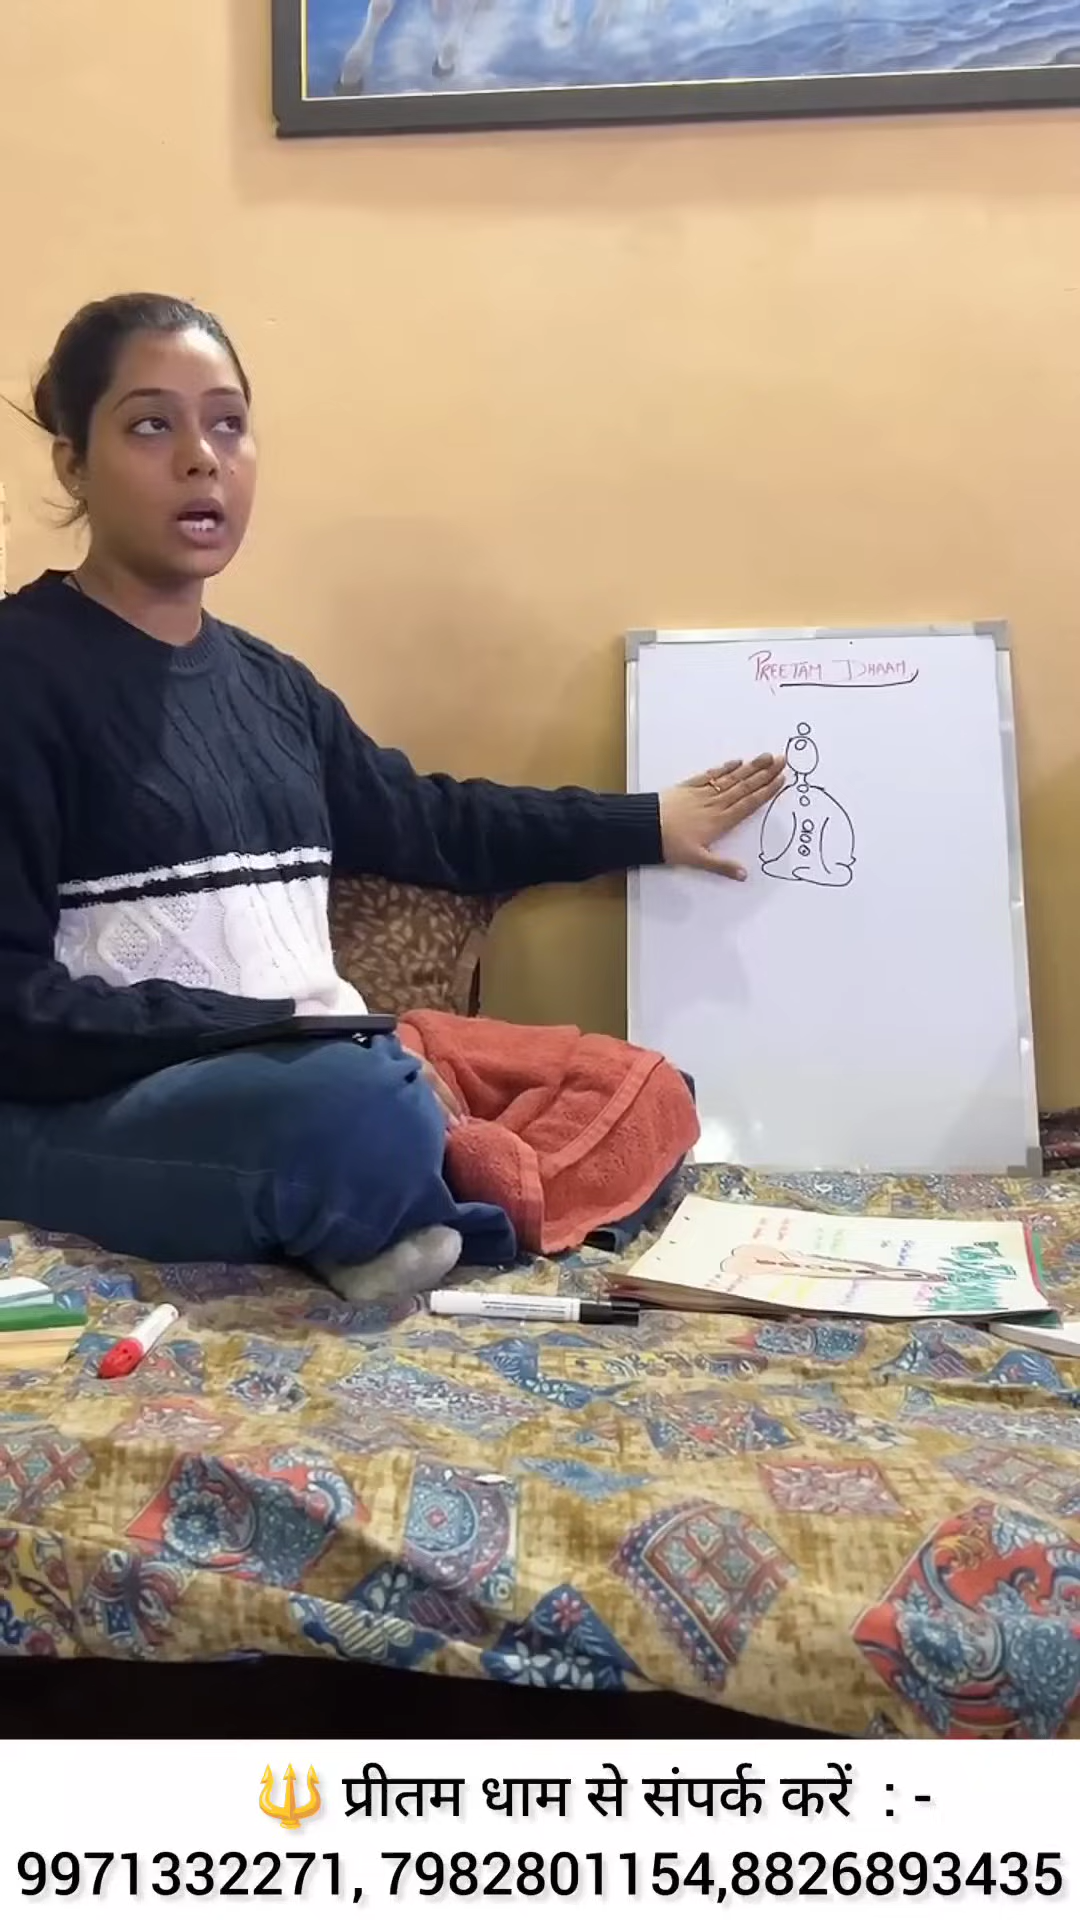 PREETAM DHAAM
🔱 प्रीतम धाम से संपर्क करें : -
9971332271, 7982801154,8826893435